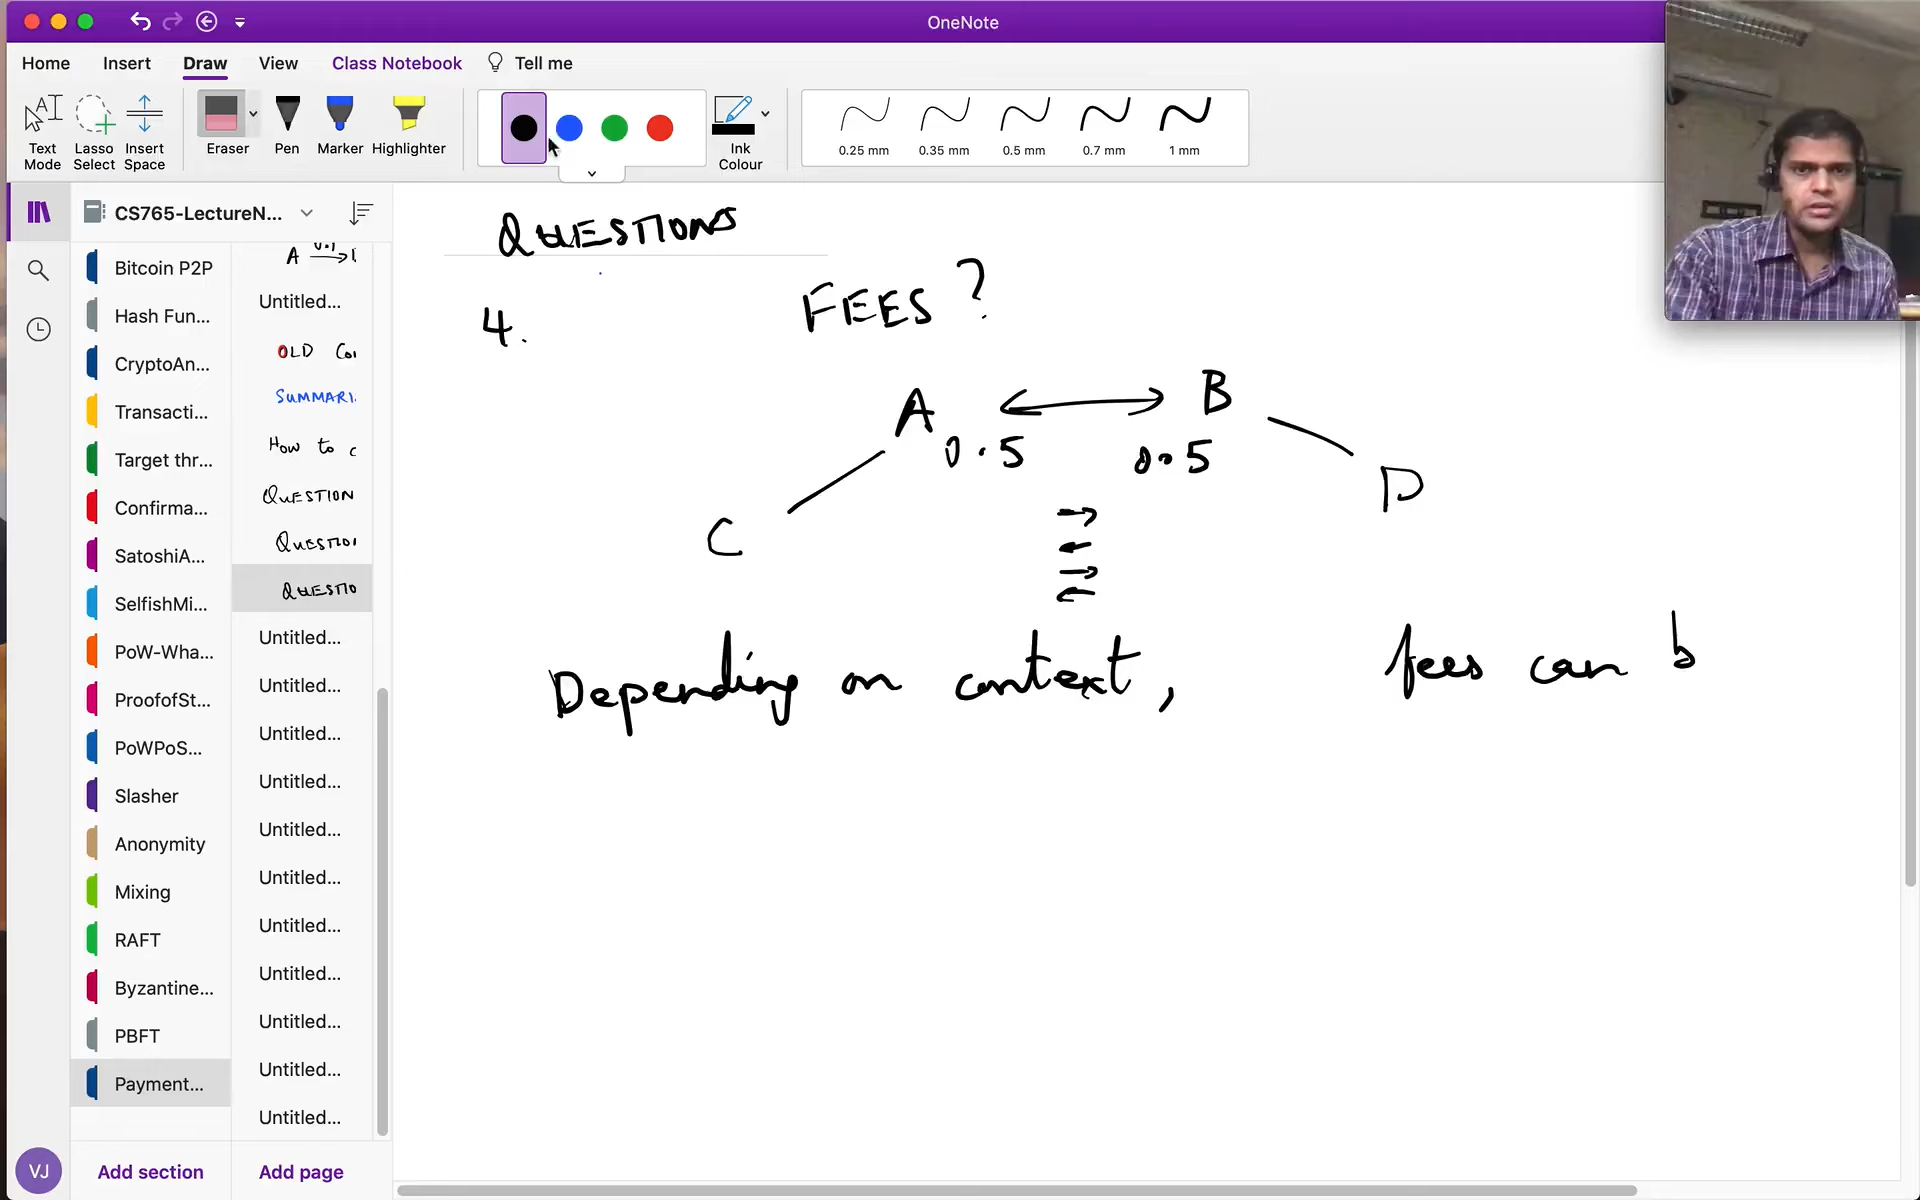 OneNote
Home Insert Draw View Class Notebook Tell me
Text Mode
Lasso Select
Insert Space
Eraser
Pen
Marker
Highlighter
Ink Colour
0.25 mm
0.35 mm
0.5 mm
0.7 mm
1 mm
CS765-LectureN...
Bitcoin P2P
Hash Fun...
CryptoAn...
Transacti...
Target thr...
Confirma...
SatoshiA...
SelfishMi...
PoW-Wha...
ProofofSt...
PoWPoS...
Slasher
Anonymity
Mixing
RAFT
Byzantine...
PBFT
Payment...
Add section
A
Untitled...
OLD
SUMMARI
How to c
QUESTION
QUESTIO
QUESTIO
Untitled...
Untitled...
Untitled...
Untitled...
Untitled...
Untitled...
Untitled...
Untitled...
Untitled...
Untitled...
Untitled...
Add page
VJ
QUESTIONS
4. FEES ?
A B
0.5 0.5
C D
Depending on context, fees can b